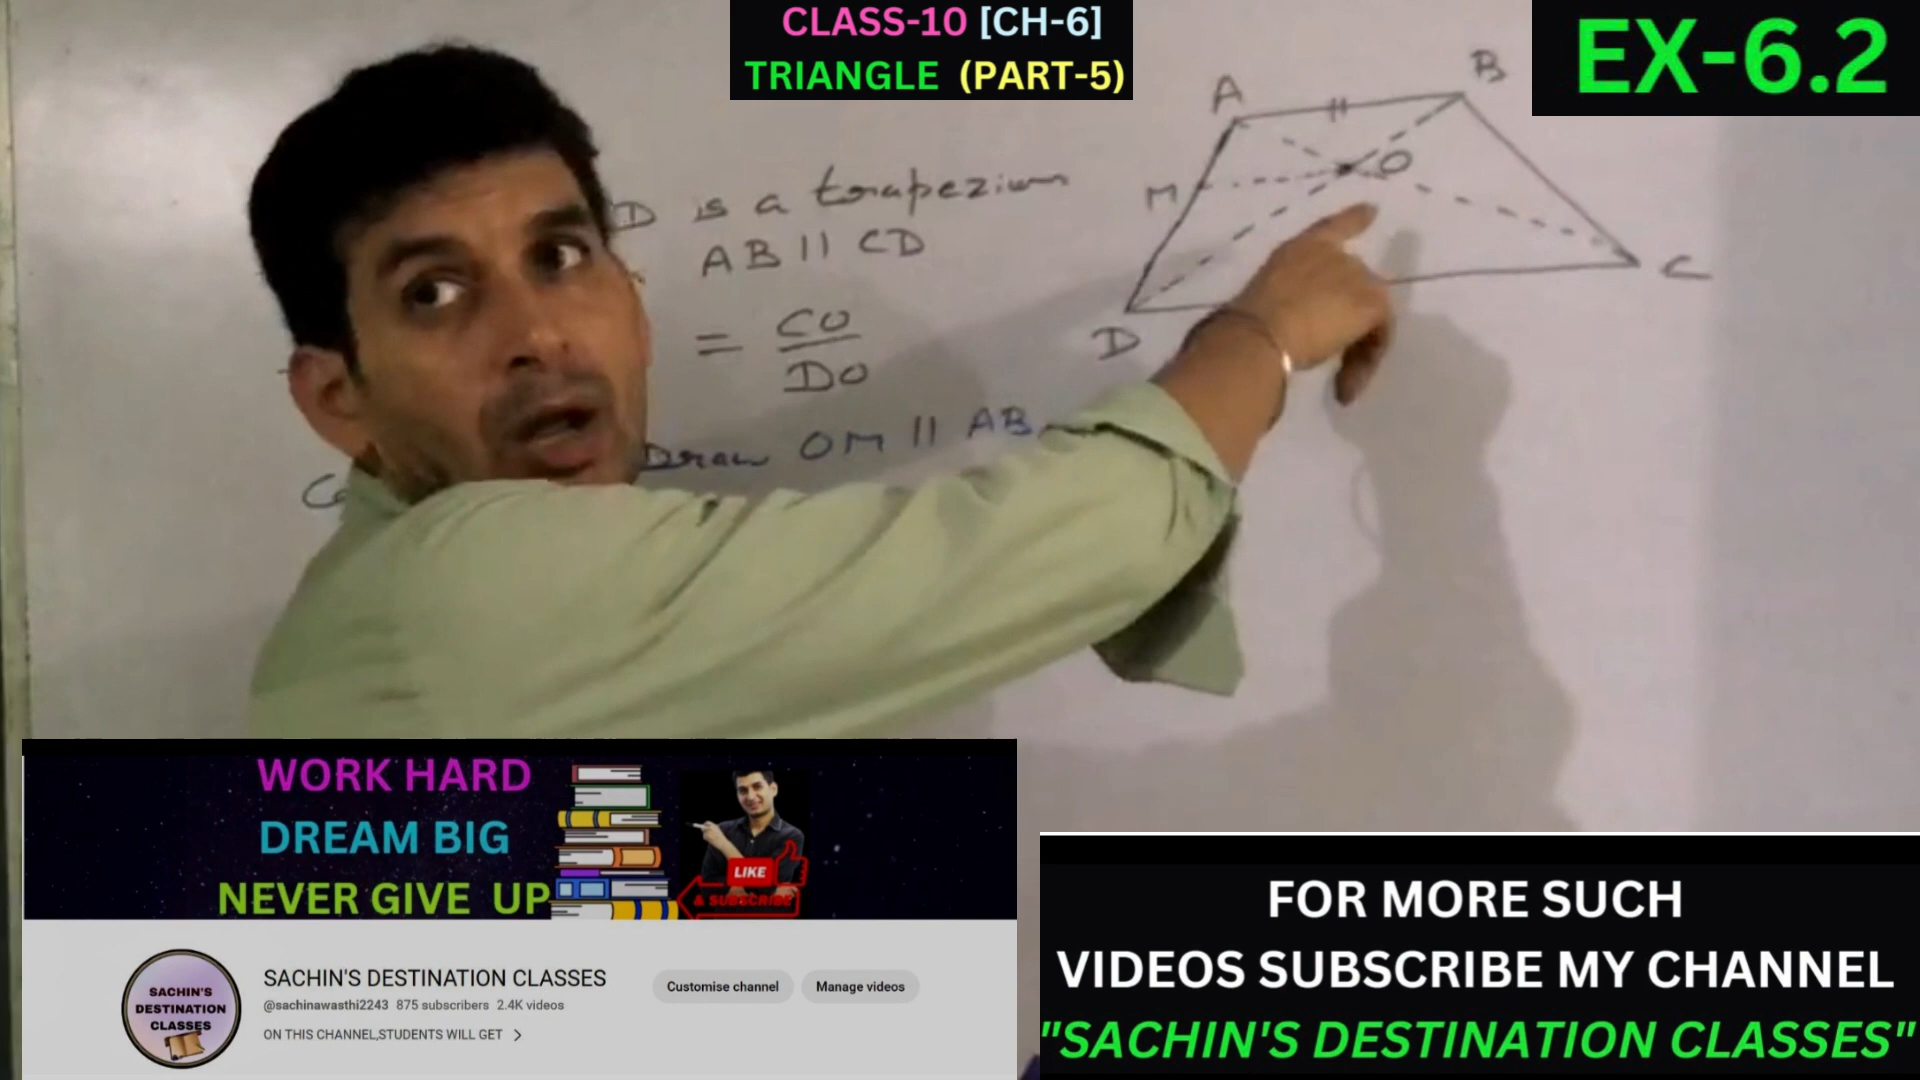 CLASS-10 [CH-6]
TRIANGLE (PART-5)
EX-6.2
D is a trapezium
AB || CD
= CO
DO
Draw OM || AB
A
B
O
M
D
C
WORK HARD
DREAM BIG
NEVER GIVE UP
LIKE
& SUBSCRIBE
SACHIN'S
DESTINATION
CLASSES
SACHIN'S DESTINATION CLASSES
@sachinawasthi2243 875 subscribers 2.4K videos
ON THIS CHANNEL,STUDENTS WILL GET >
Customise channel
Manage videos
FOR MORE SUCH
VIDEOS SUBSCRIBE MY CHANNEL
"SACHIN'S DESTINATION CLASSES"